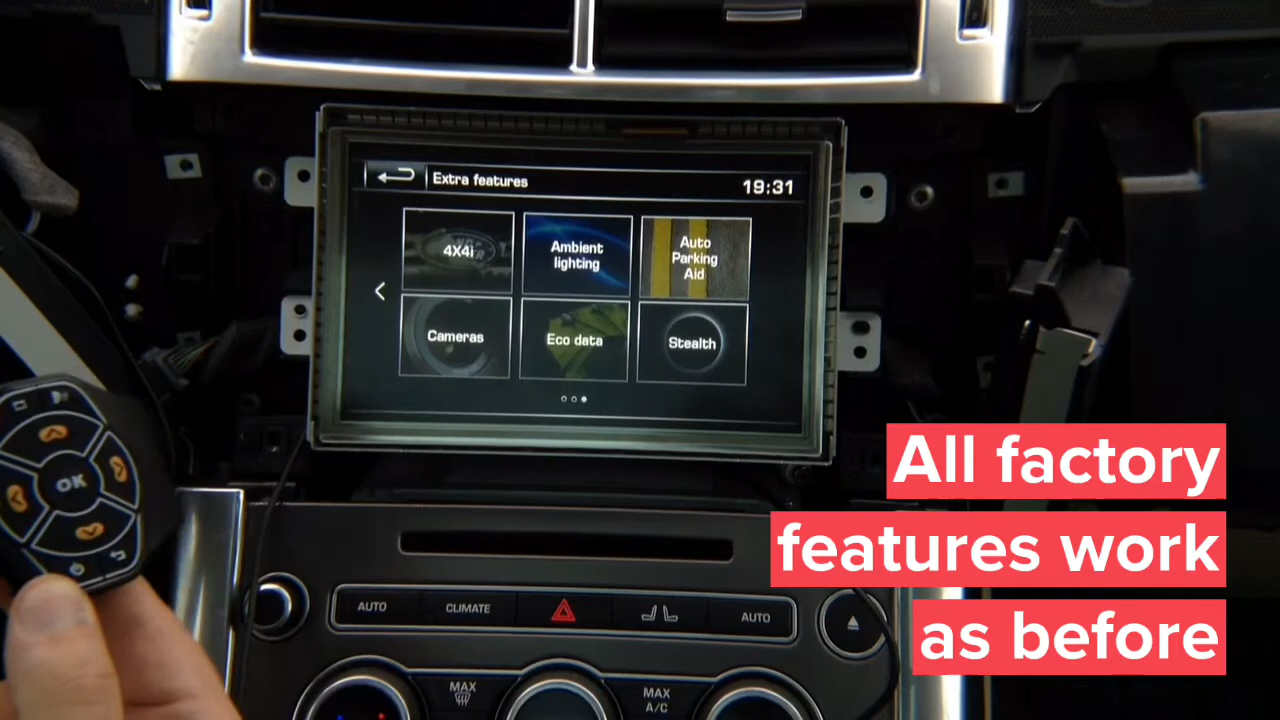 Extra features
19:31
4X4i
Ambient
lighting
Auto
Parking
Aid
Cameras
Eco data
Stealth
OK
All factory
features work
as before
AUTO
CLIMATE
AUTO
MAX
MAX
A/C